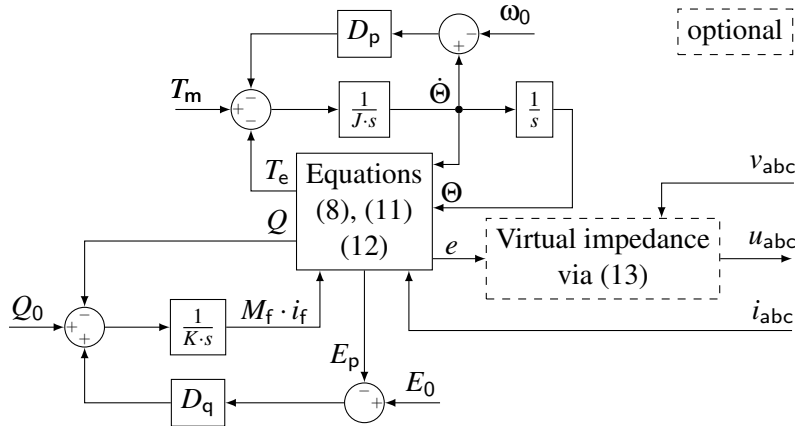 D_p
−
+
ω_0
optional
T_m
+
−
−
1/(J·s)
Θ̇
1/s
T_e
Equations
(8), (11)
(12)
Θ
Q
v_abc
e
Virtual impedance
via (13)
u_abc
Q_0
+
−
+
1/(K·s)
M_f · i_f
i_abc
E_p
D_q
−
+
E_0